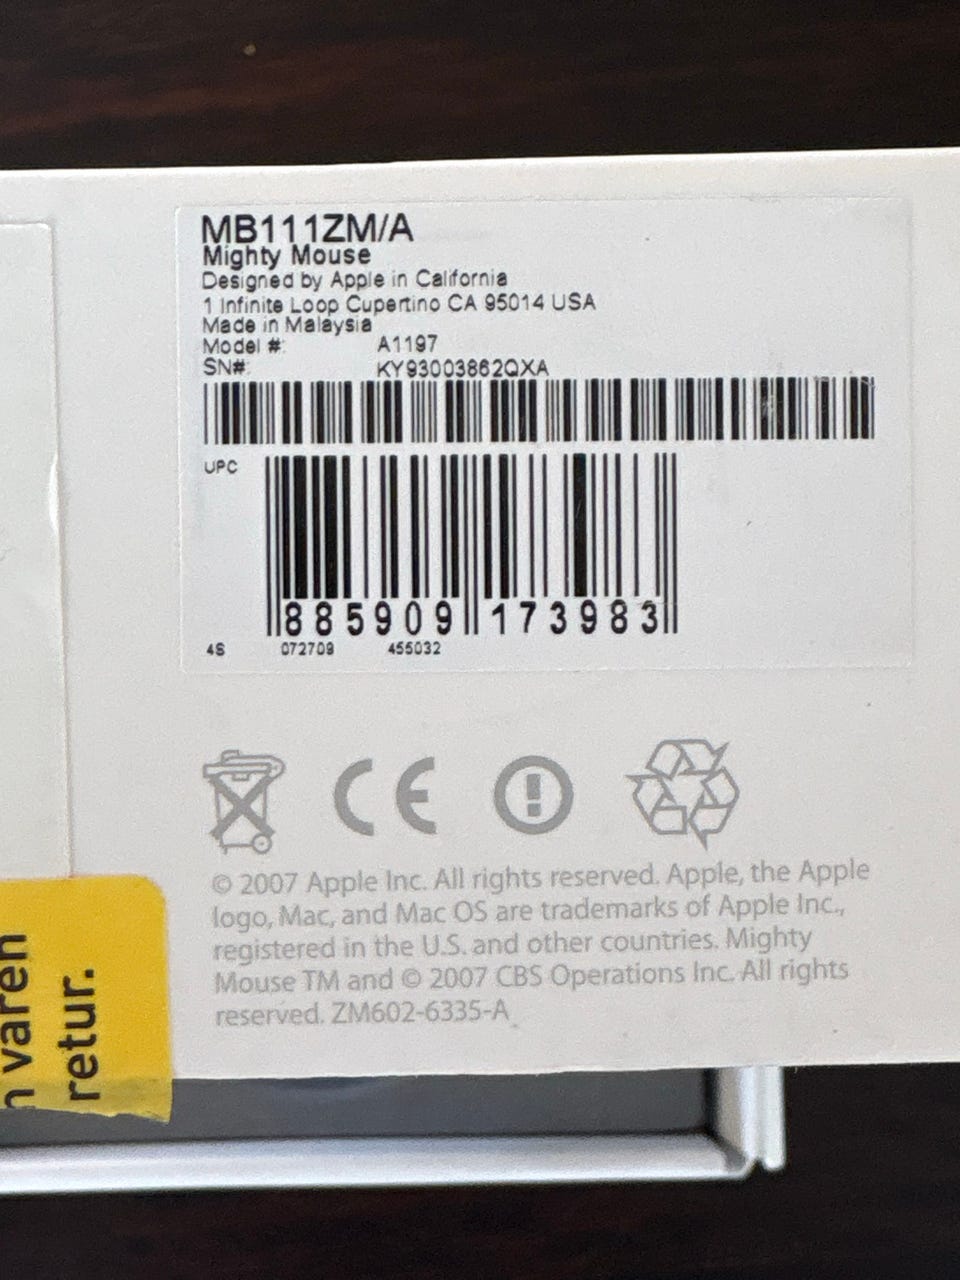 MB111ZM/A
Mighty Mouse
Designed by Apple in California
1 Infinite Loop Cupertino CA 95014 USA
Made in Malaysia
Model #: A1197
SN#: KY93003862QXA
UPC
885909 173983
4S 072709 455032
CE
© 2007 Apple Inc. All rights reserved. Apple, the Apple
logo, Mac, and Mac OS are trademarks of Apple Inc.,
registered in the U.S. and other countries. Mighty
Mouse TM and © 2007 CBS Operations Inc. All rights
reserved. ZM602-6335-A
varen
retur.